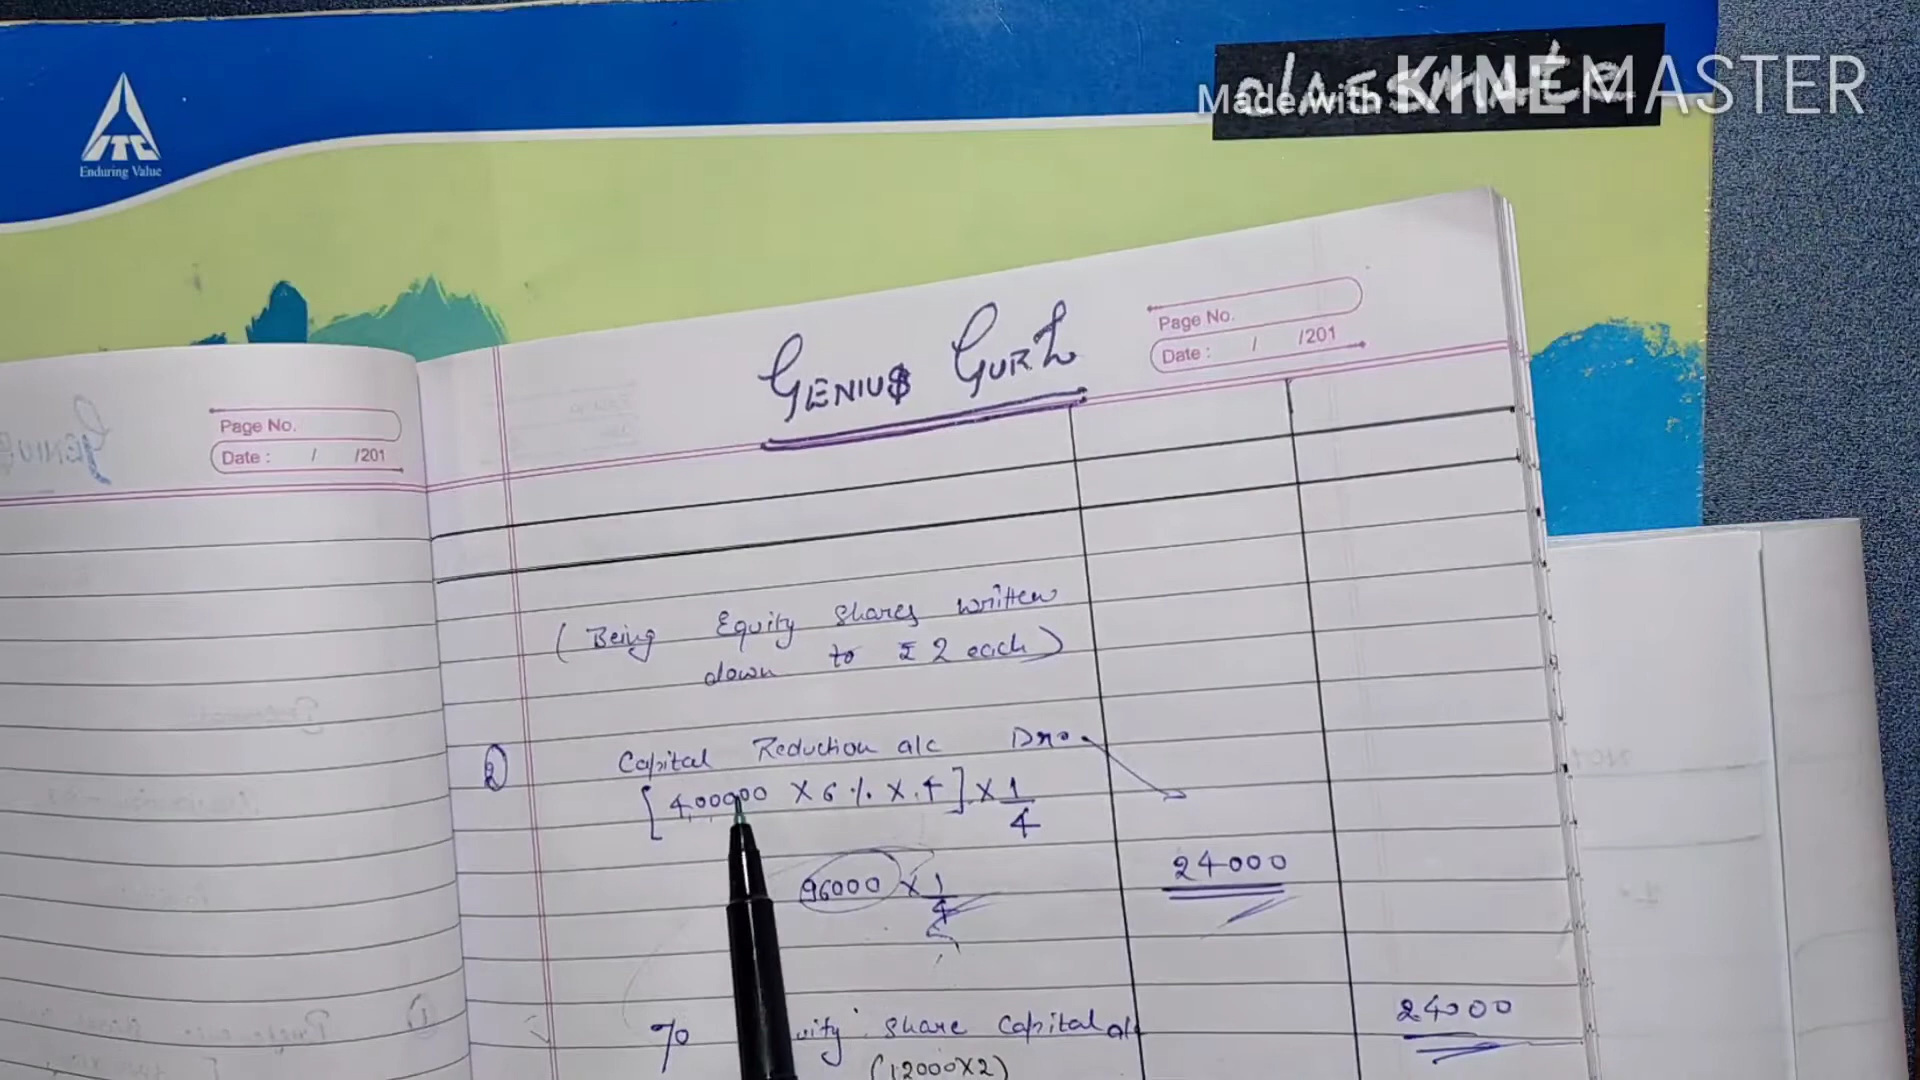 classmate
Made with KINEMASTER
ITC
Enduring Value
Page No.
Date : / /201
GENIUS GURU
Page No.
Date : / /201
(Being Equity Shares written
down to ₹ 2 each)
② Capital Reduction a/c Dr.
[4,00000 X 6% X 4] X 1/4
96000 X 1/4
24000
To
uity Share Capital a/c
24000
(12000X2)